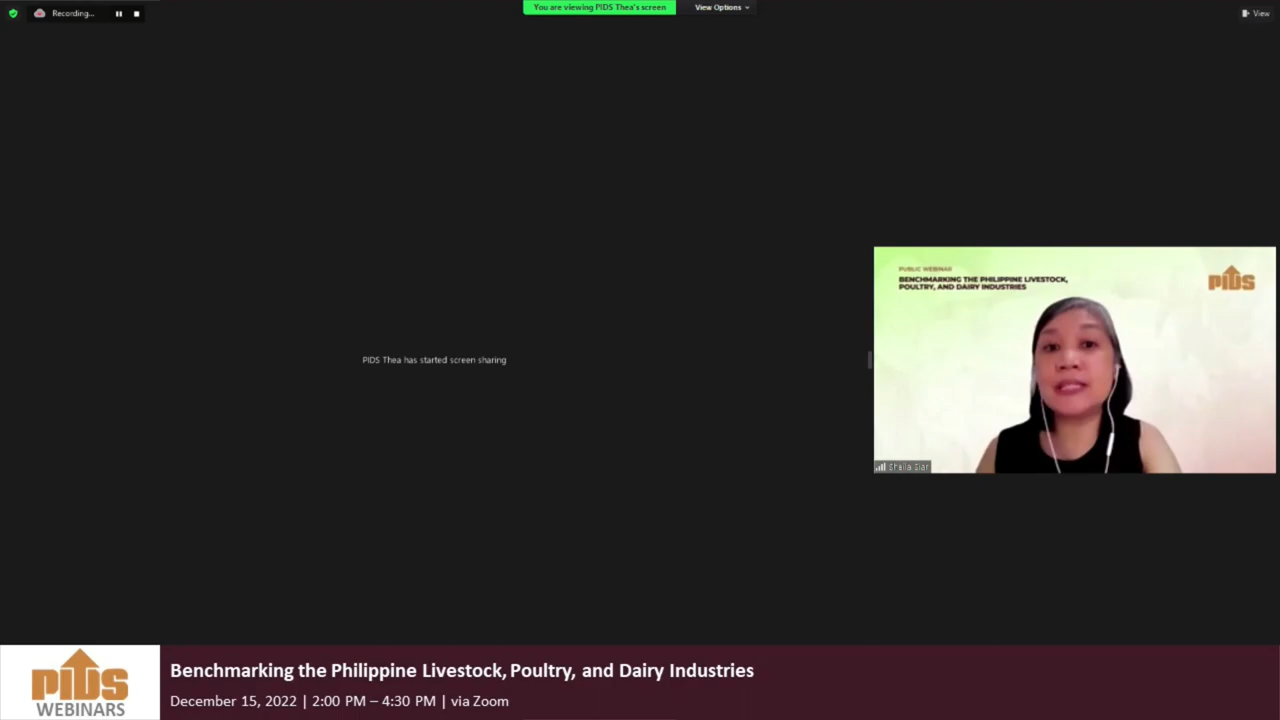 Recording...
You are viewing PIDS Thea's screen
View Options
View
PIDS Thea has started screen sharing
PUBLIC WEBINAR
BENCHMARKING THE PHILIPPINE LIVESTOCK,
POULTRY, AND DAIRY INDUSTRIES
PIDS
Sheila Siar
PIDS
WEBINARS
Benchmarking the Philippine Livestock, Poultry, and Dairy Industries
December 15, 2022 | 2:00 PM – 4:30 PM | via Zoom